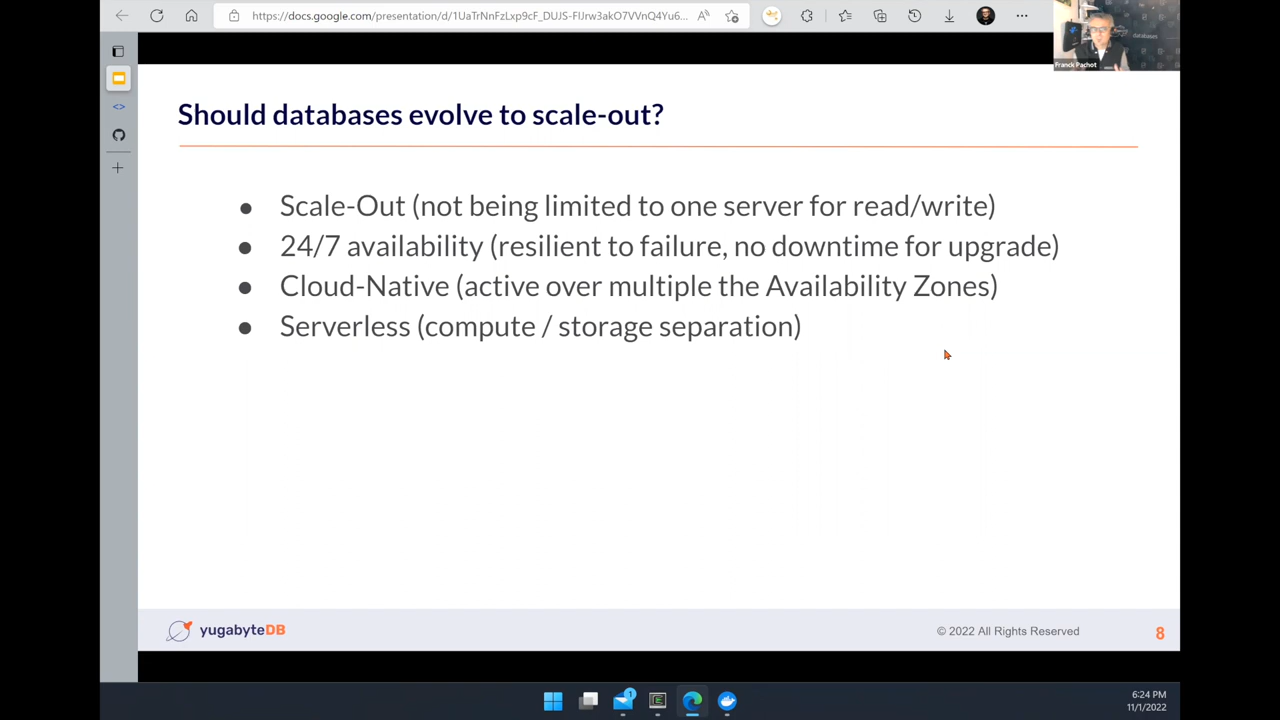 https://docs.google.com/presentation/d/1UaTrNnFzLxp9cF_DUJS-FIJrw3akO7VVnQ4Yu6...
databases
Franck Pachot
Should databases evolve to scale-out?
● Scale-Out (not being limited to one server for read/write)
● 24/7 availability (resilient to failure, no downtime for upgrade)
● Cloud-Native (active over multiple the Availability Zones)
● Serverless (compute / storage separation)
yugabyteDB
© 2022 All Rights Reserved
8
1
6:24 PM
11/1/2022